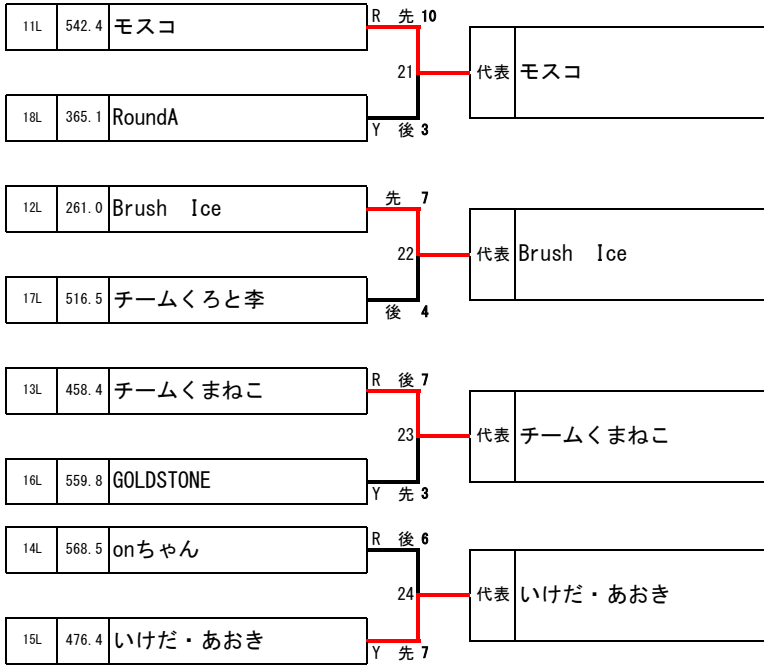 R 先 10
11L 542.4 モスコ
21 代表 モスコ
18L 365.1 RoundA
Y 後 3
先 7
12L 261.0 Brush Ice
22 代表 Brush Ice
17L 516.5 チームくろと李
後 4
R 後 7
13L 458.4 チームくまねこ
23 代表 チームくまねこ
16L 559.8 GOLDSTONE
Y 先 3
R 後 6
14L 568.5 onちゃん
24 代表 いけだ・あおき
15L 476.4 いけだ・あおき
Y 先 7